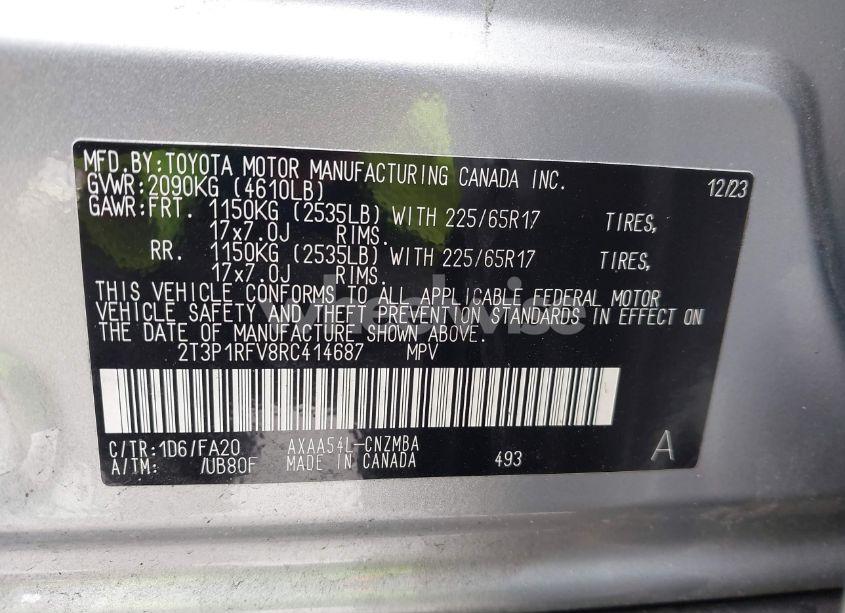 MFD.BY:TOYOTA MOTOR MANUFACTURING CANADA INC. 12/23
GVWR:2090KG (4610LB)
GAWR:FRT. 1150KG (2535LB) WITH 225/65R17 TIRES,
17x7.0J RIMS.
RR. 1150KG (2535LB) WITH 225/65R17 TIRES,
17x7.0J RIMS.
THIS VEHICLE CONFORMS TO ALL APPLICABLE FEDERAL MOTOR
VEHICLE SAFETY AND THEFT PREVENTION STANDARDS IN EFFECT ON
THE DATE OF MANUFACTURE SHOWN ABOVE.
2T3P1RFV8RC414687 MPV
C/TR:1D6/FA20 AXAA54L-CNZMBA
A/TM: /UB80F MADE IN CANADA 493 A
wheelwise